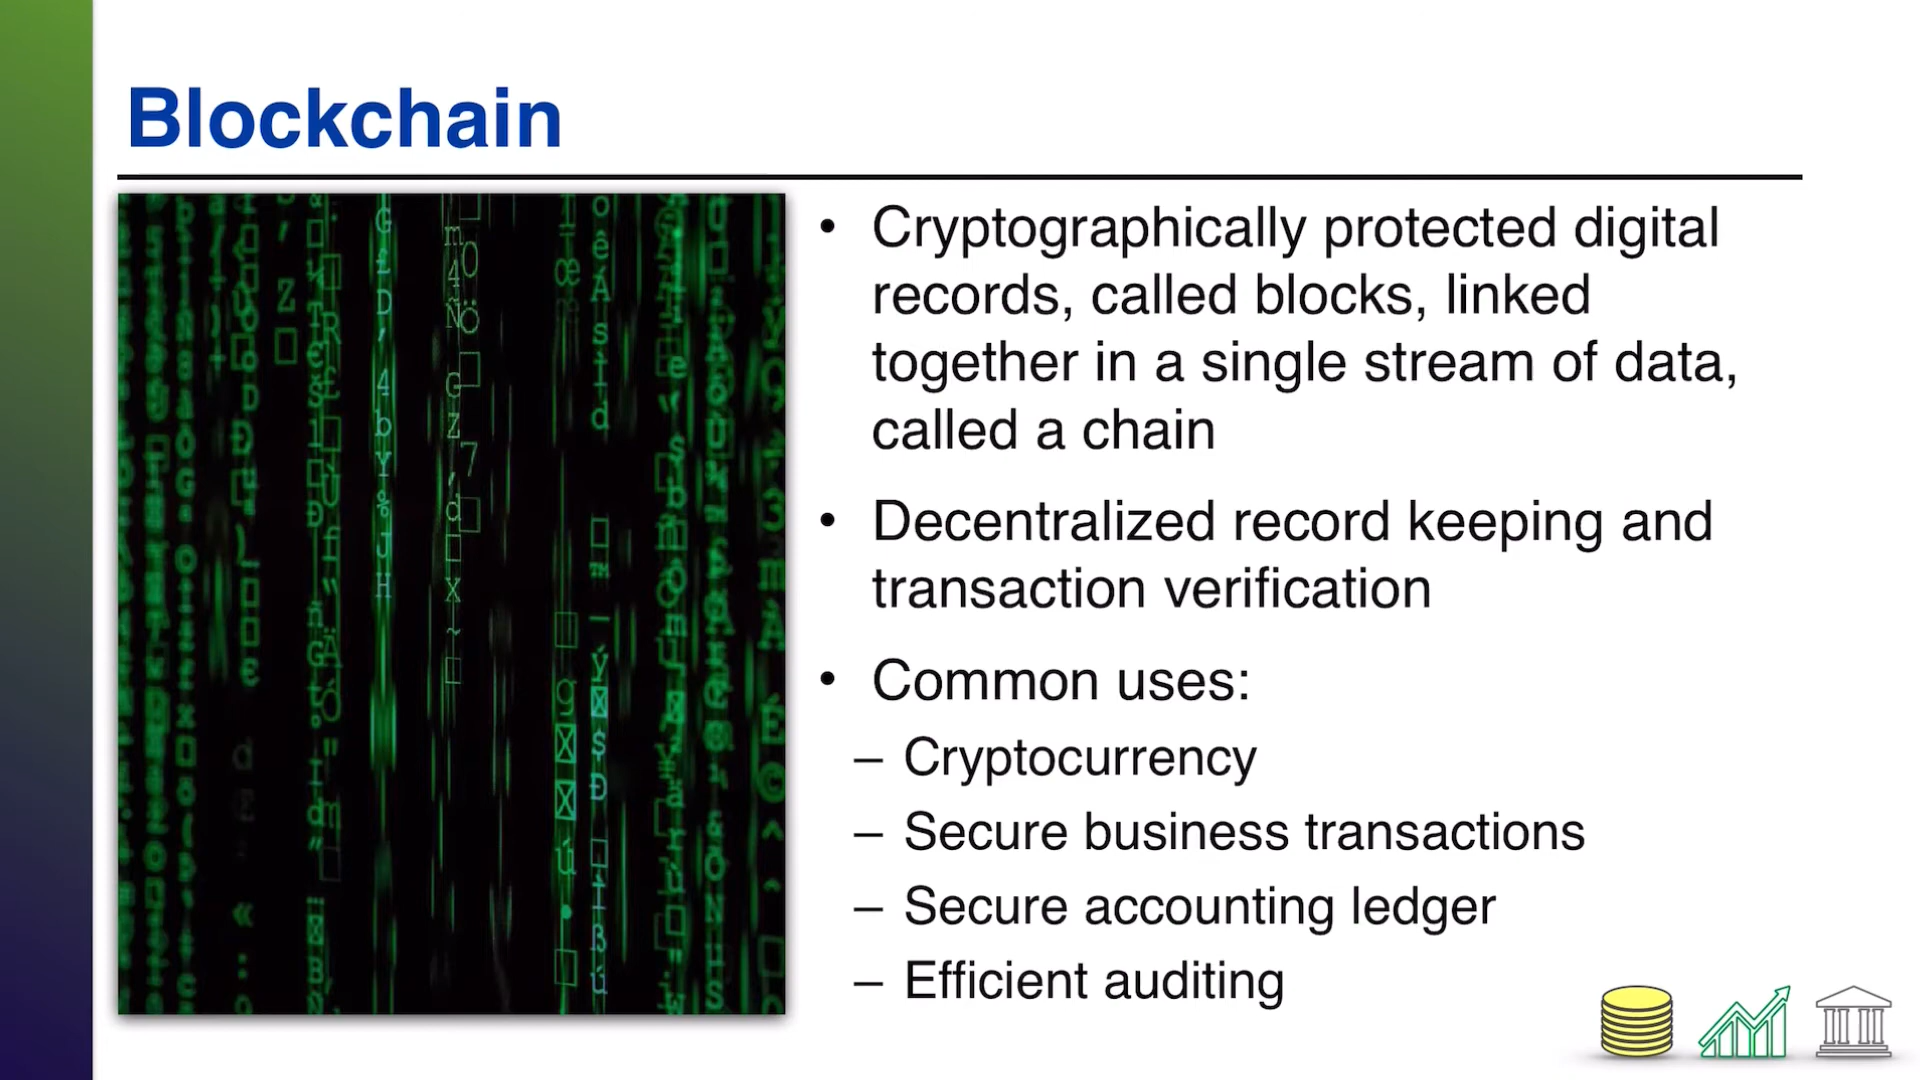 Blockchain
• Cryptographically protected digital
records, called blocks, linked
together in a single stream of data,
called a chain
• Decentralized record keeping and
transaction verification
• Common uses:
– Cryptocurrency
– Secure business transactions
– Secure accounting ledger
– Efficient auditing